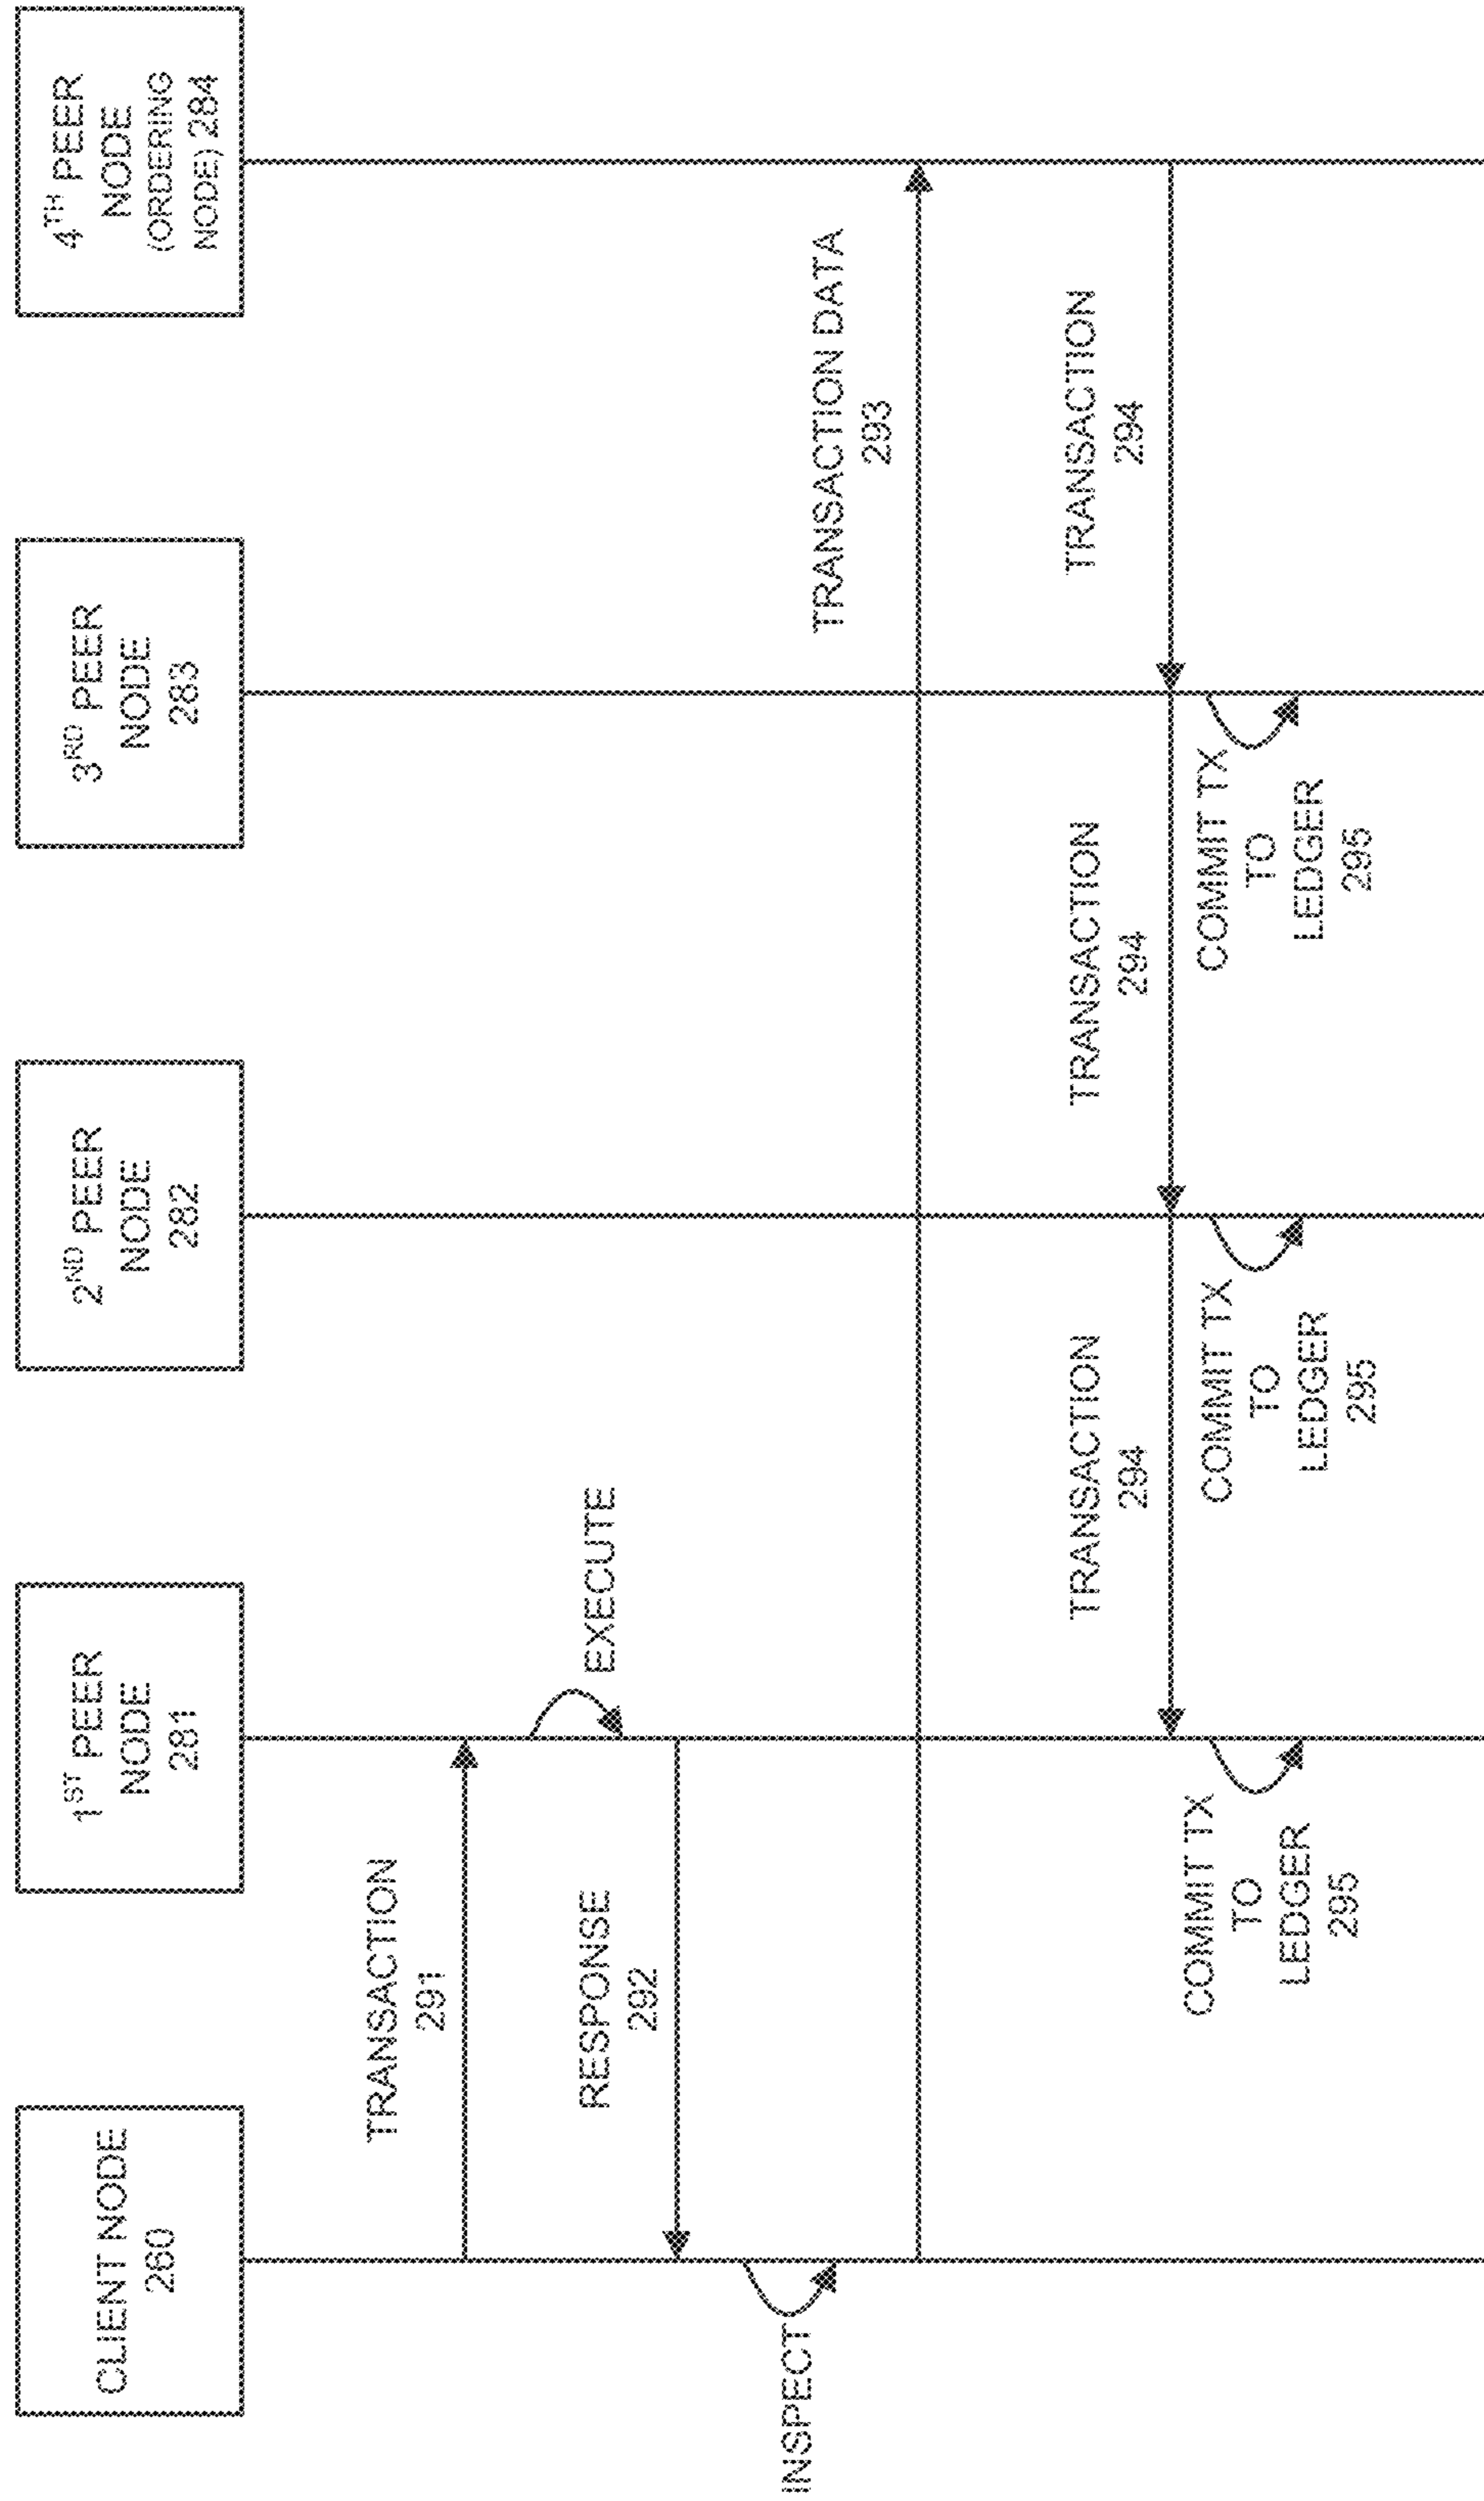 CLIENT NODE
260
1ST PEER
NODE
281
2ND PEER
NODE
282
3RD PEER
NODE
283
4TH PEER
NODE
(ORDERING
NODE) 284
TRANSACTION
291
EXECUTE
RESPONSE
292
INSPECT
TRANSACTION DATA
293
TRANSACTION
294
TRANSACTION
294
TRANSACTION
294
COMMIT TX
TO
LEDGER
295
COMMIT TX
TO
LEDGER
295
COMMIT TX
TO
LEDGER
295